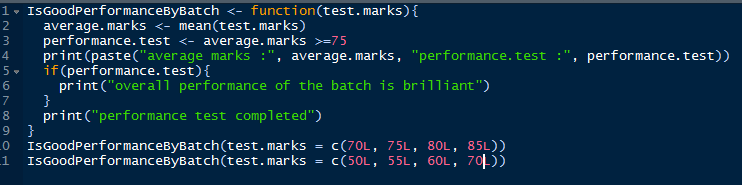 1 IsGoodPerformanceByBatch <- function(test.marks){
2   average.marks <- mean(test.marks)
3   performance.test <- average.marks >=75
4   print(paste("average marks :", average.marks, "performance.test :", performance.test))
5   if(performance.test){
6     print("overall performance of the batch is brilliant")
7   }
8   print("performance test completed")
9 }
10 IsGoodPerformanceByBatch(test.marks = c(70L, 75L, 80L, 85L))
11 IsGoodPerformanceByBatch(test.marks = c(50L, 55L, 60L, 70L))